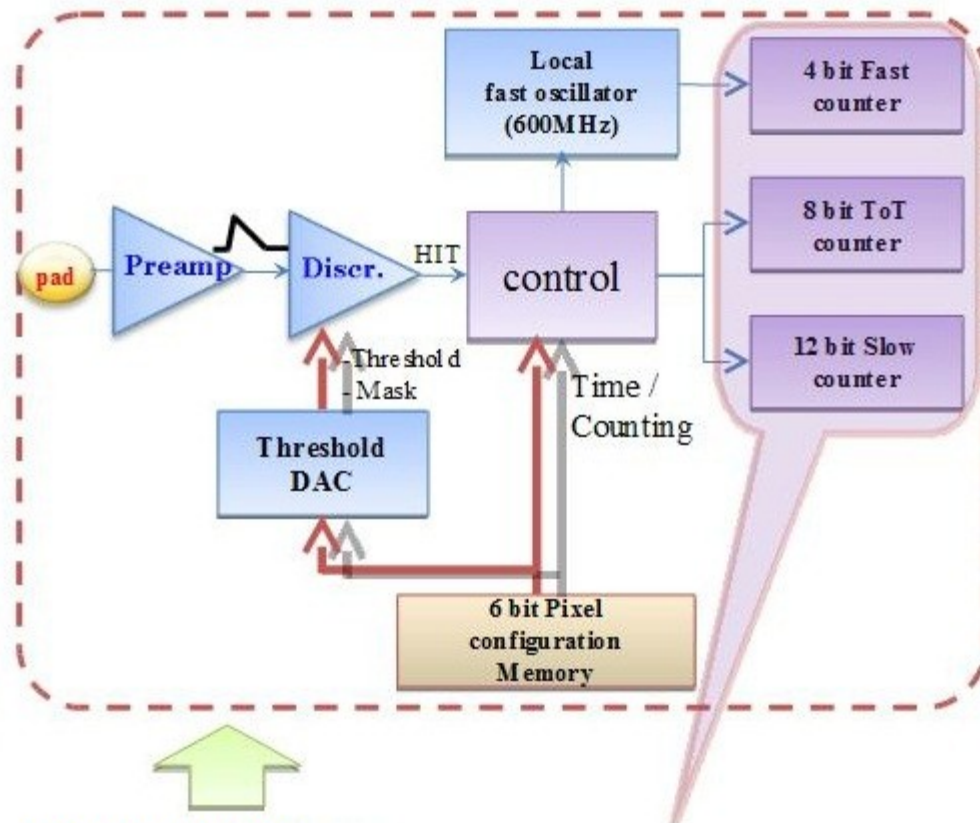 Local
fast oscillator
(600MHz)
4 bit Fast
counter
8 bit ToT
counter
12 bit Slow
counter
pad
Preamp
Discr.
HIT
control
-Threshold
- Mask
Time /
Counting
Threshold
DAC
6 bit Pixel
configuration
Memory